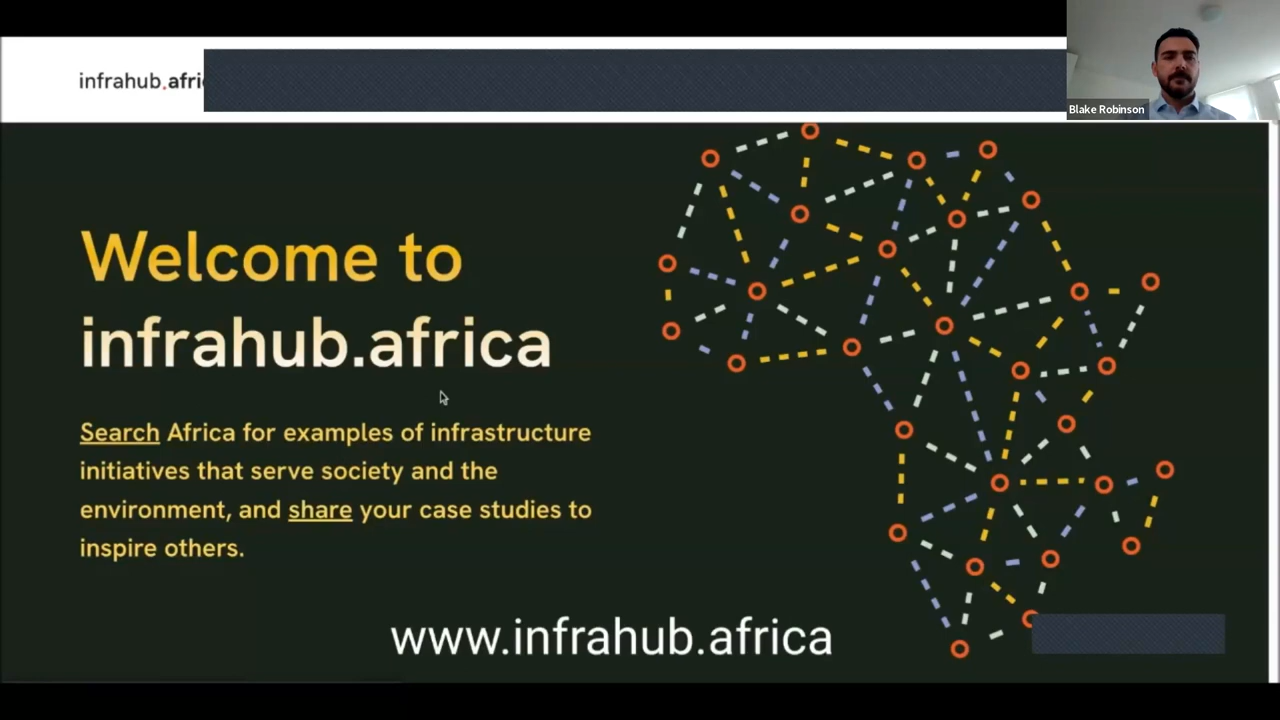 infrahub.afri
Blake Robinson
Welcome to
infrahub.africa
Search Africa for examples of infrastructure
initiatives that serve society and the
environment, and share your case studies to
inspire others.
www.infrahub.africa